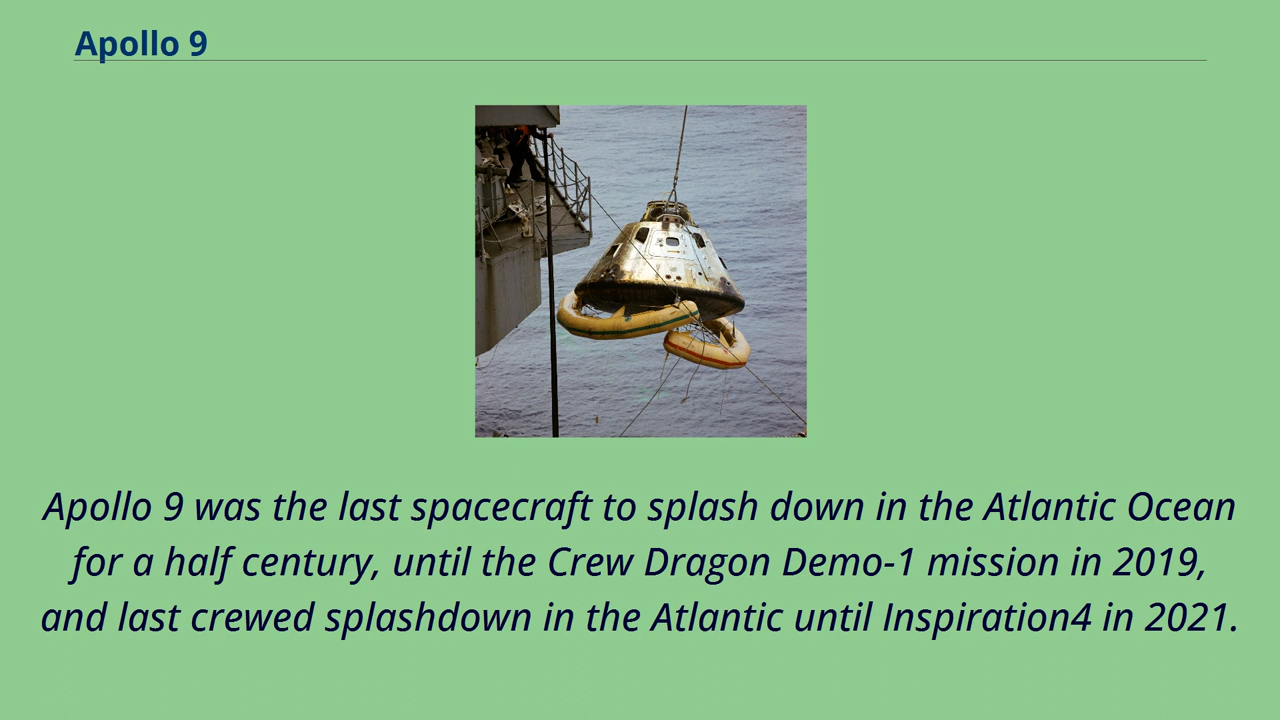 Apollo 9
Apollo 9 was the last spacecraft to splash down in the Atlantic Ocean
for a half century, until the Crew Dragon Demo-1 mission in 2019,
and last crewed splashdown in the Atlantic until Inspiration4 in 2021.